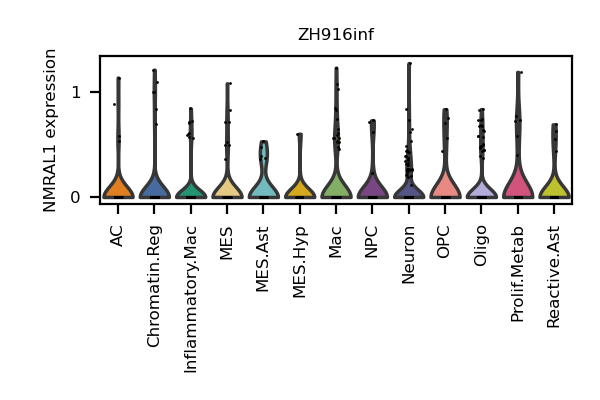 ZH916inf
NMRAL1 expression
1
0
AC
Chromatin.Reg
Inflammatory.Mac
MES
MES.Ast
MES.Hyp
Mac
NPC
Neuron
OPC
Oligo
Prolif.Metab
Reactive.Ast